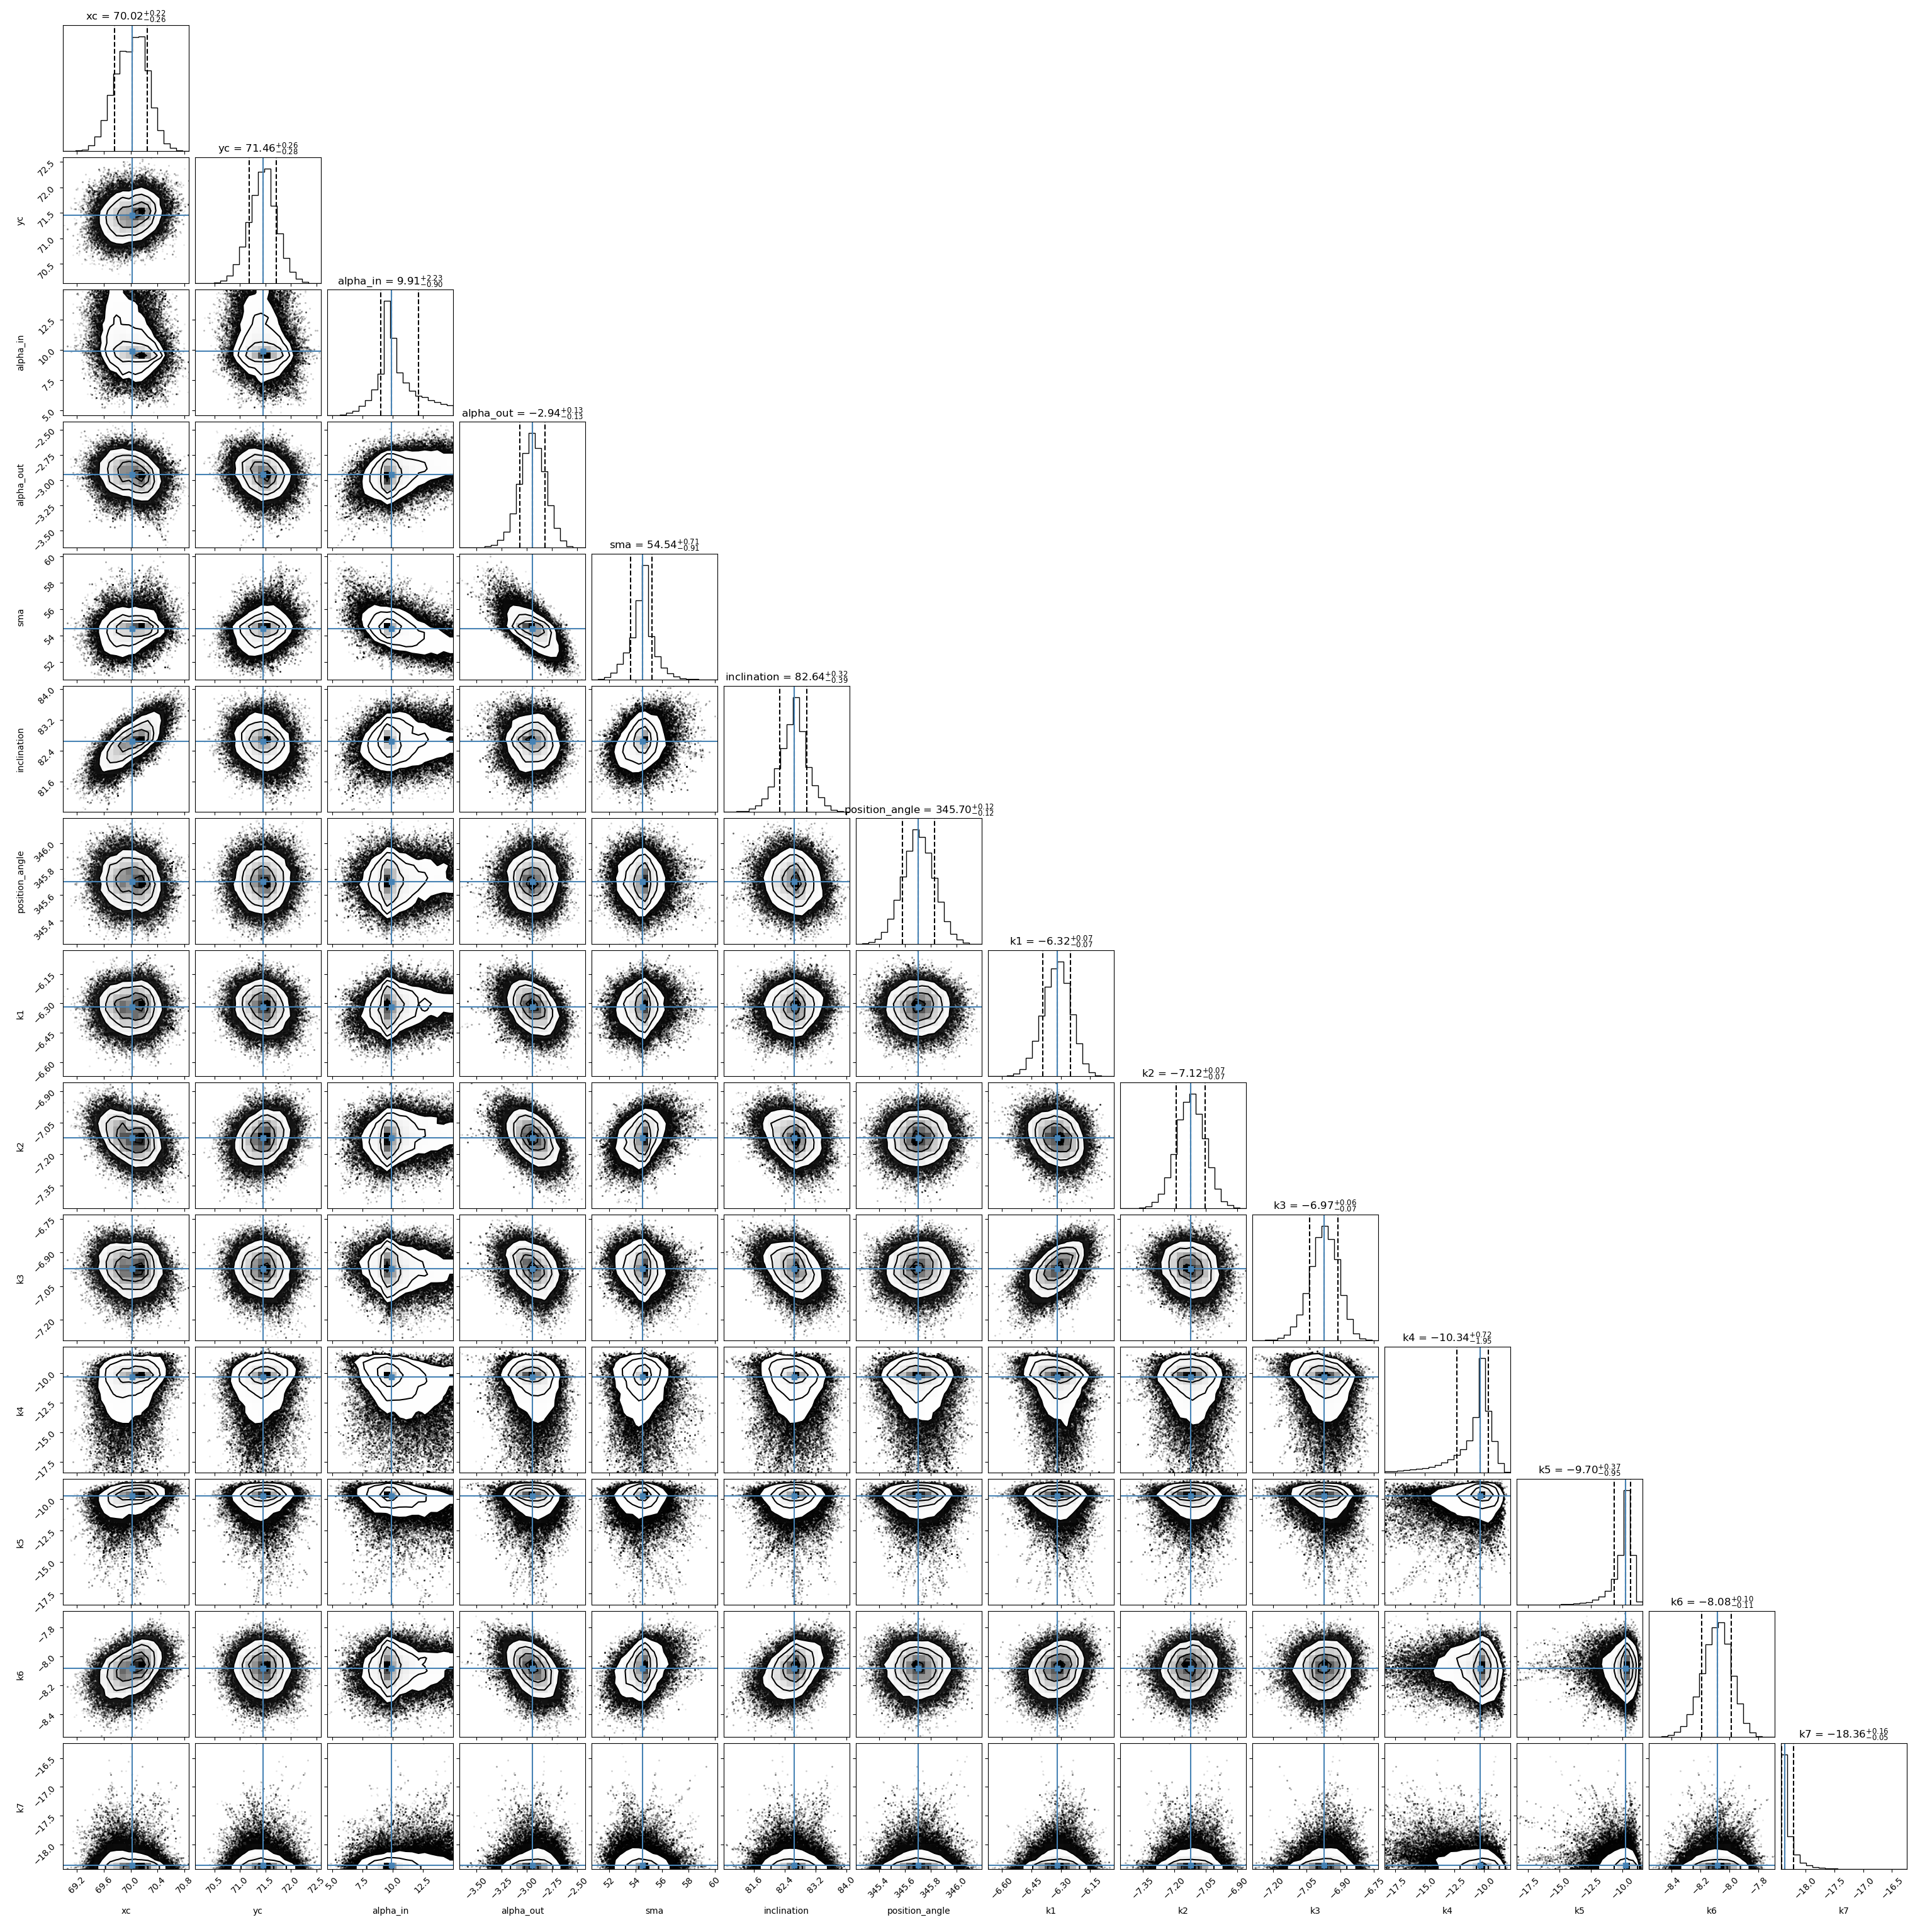 xc = 70.02+0.22−0.26
yc = 71.46+0.26−0.28
yc
72.5
72.0
71.5
71.0
70.5
alpha_in = 9.91+2.23−0.90
alpha_in
12.5
10.0
7.5
5.0
alpha_out = −2.94+0.13−0.13
alpha_out
−2.50
−2.75
−3.00
−3.25
−3.50
sma = 54.54+0.71−0.91
sma
60
58
56
54
52
inclination = 82.64+0.32−0.39
inclination
84.0
83.2
82.4
81.6
position_angle = 345.70+0.12−0.12
position_angle
346.0
345.8
345.6
345.4
k1 = −6.32+0.07−0.07
k1
−6.15
−6.30
−6.45
−6.60
k2 = −7.12+0.07−0.07
k2
−6.90
−7.05
−7.20
−7.35
k3 = −6.97+0.06−0.07
k3
−6.75
−6.90
−7.05
−7.20
k4 = −10.34+0.72−1.95
k4
−10.0
−12.5
−15.0
−17.5
k5 = −9.70+0.37−0.95
k5
−10.0
−12.5
−15.0
−17.5
k6 = −8.08+0.10−0.11
k6
−7.8
−8.0
−8.2
−8.4
k7 = −18.36+0.16−0.05
k7
−16.5
−17.0
−17.5
−18.0
69.2 69.6 70.0 70.4 70.8
70.5 71.0 71.5 72.0 72.5
5.0 7.5 10.0 12.5
−3.50 −3.25 −3.00 −2.75 −2.50
52 54 56 58 60
81.6 82.4 83.2 84.0
345.4 345.6 345.8 346.0
−6.60 −6.45 −6.30 −6.15
−7.35 −7.20 −7.05 −6.90
−7.20 −7.05 −6.90 −6.75
−17.5 −15.0 −12.5 −10.0
−17.5 −15.0 −12.5 −10.0
−8.4 −8.2 −8.0 −7.8
−18.0 −17.5 −17.0 −16.5
xc yc alpha_in alpha_out sma inclination position_angle k1 k2 k3 k4 k5 k6 k7